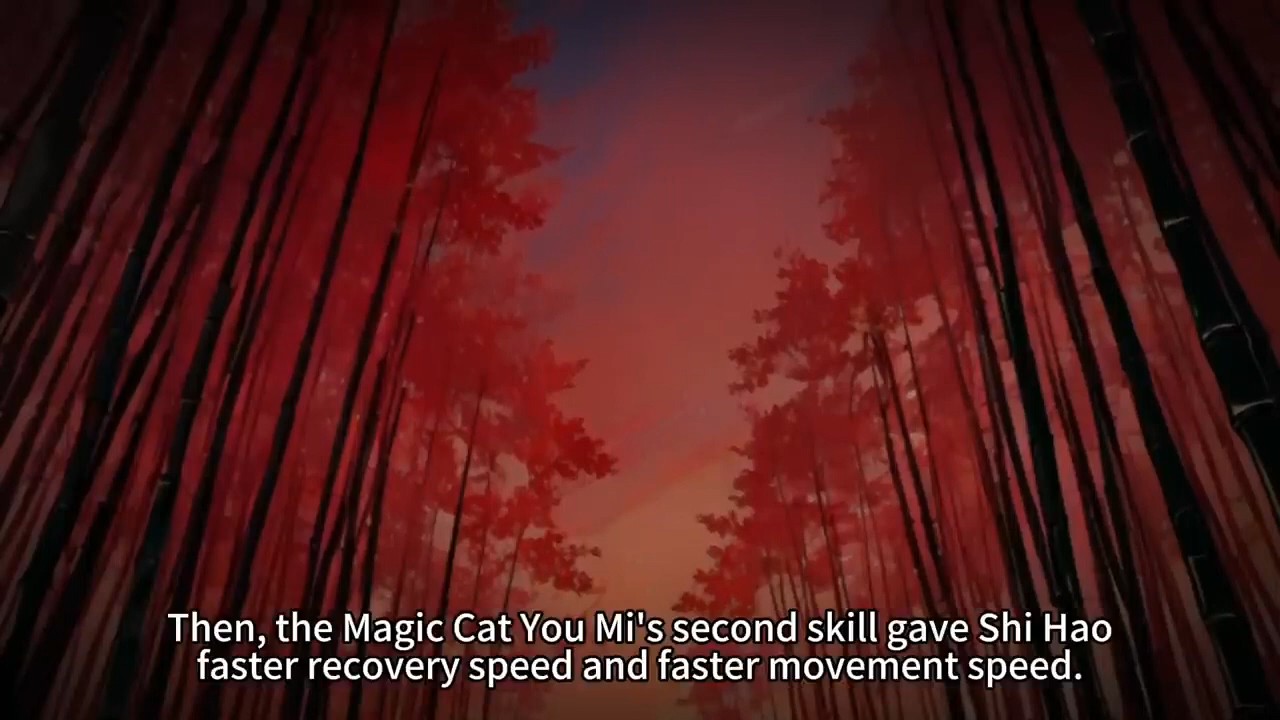 Then, the Magic Cat You Mi's second skill gave Shi Hao
faster recovery speed and faster movement speed.